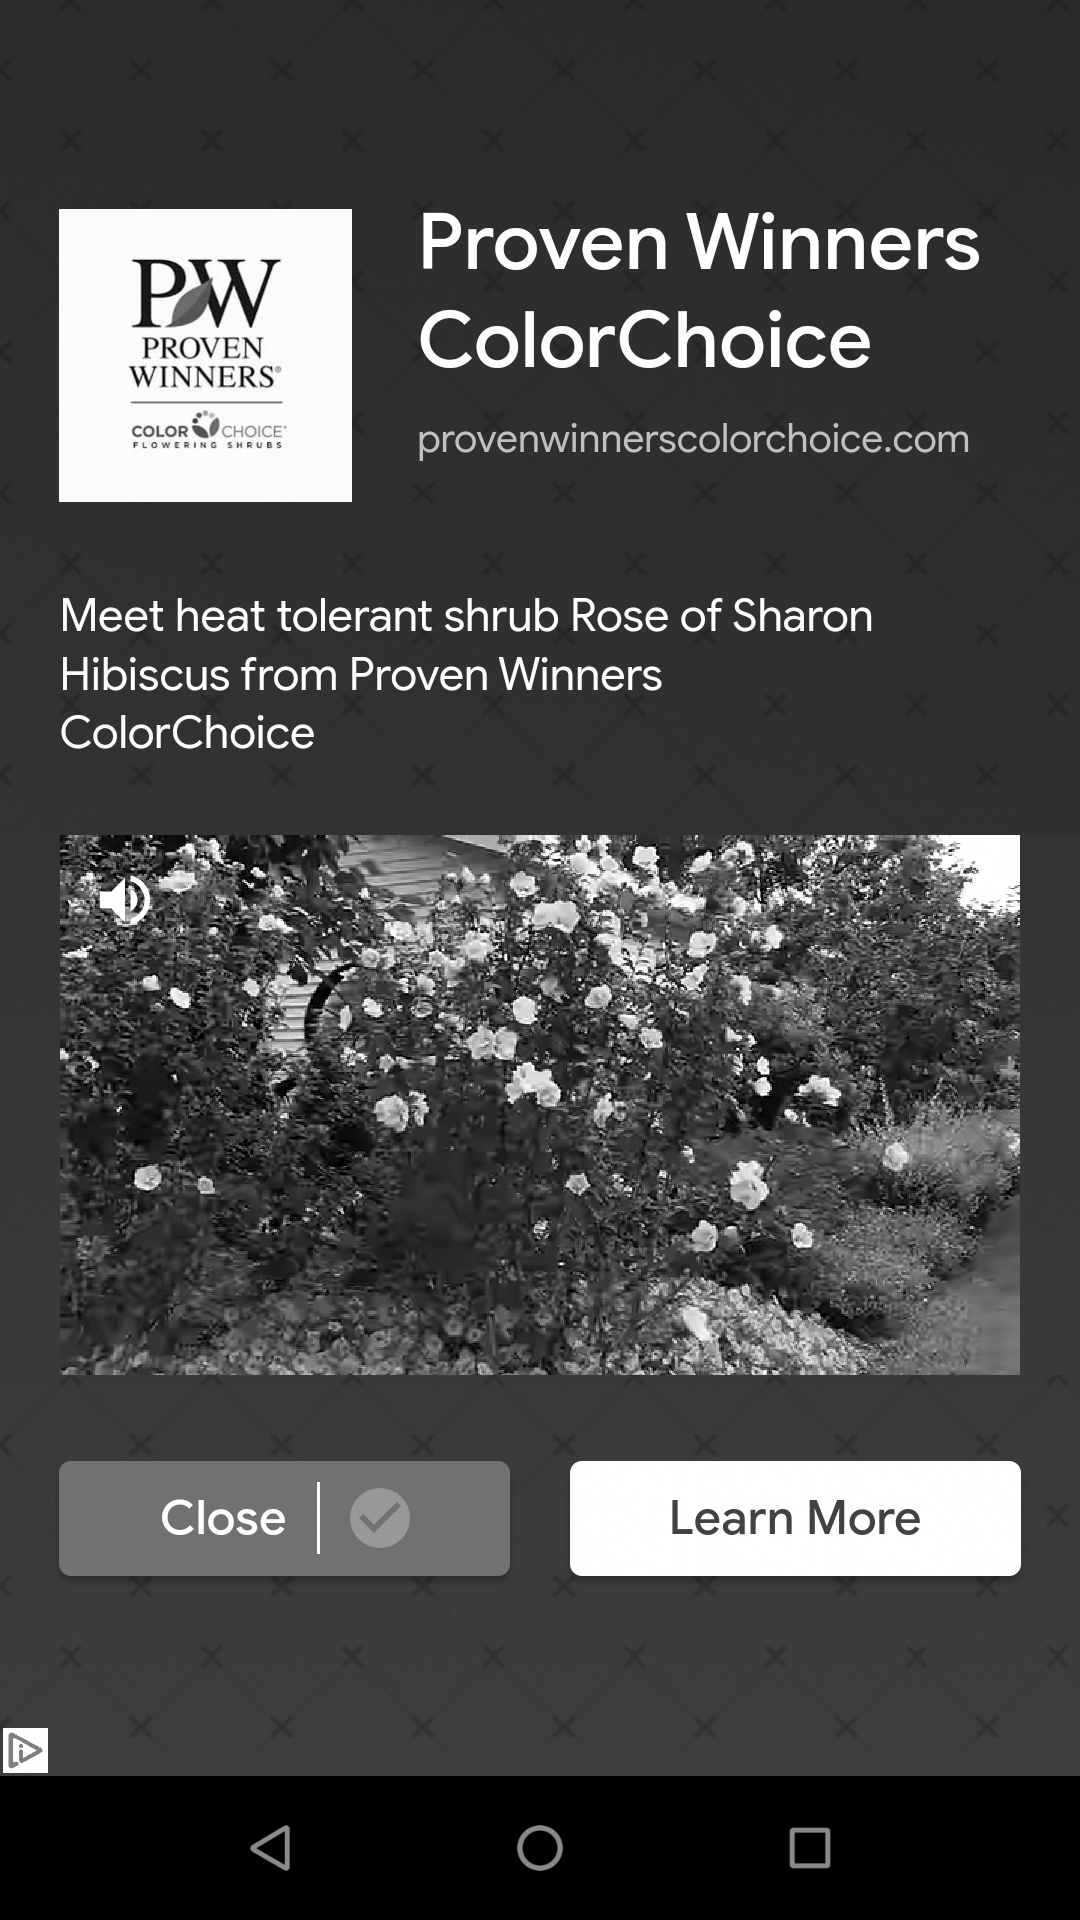 PW
PROVEN
WINNERS®
COLOR CHOICE®
FLOWERING SHRUBS
Proven Winners
ColorChoice
provenwinnerscolorchoice.com
Meet heat tolerant shrub Rose of Sharon
Hibiscus from Proven Winners
ColorChoice
Close
Learn More